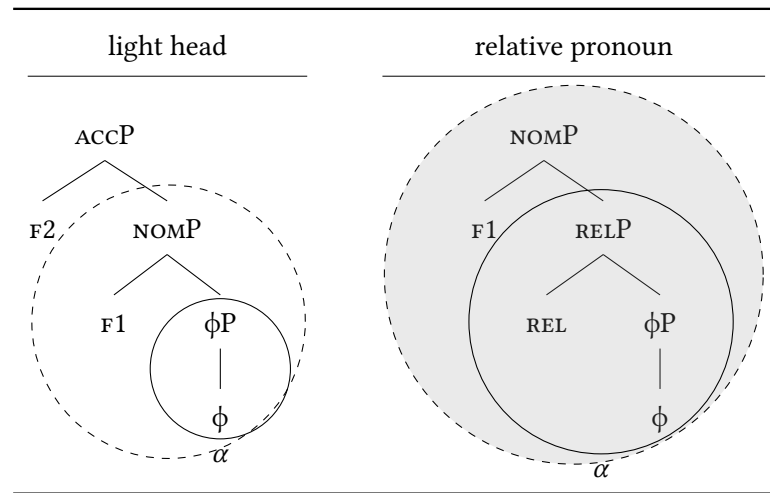 light head relative pronoun
ACCP NOMP
F2 NOMP F1 RELP
F1 ϕP REL ϕP
ϕ ϕ
α α